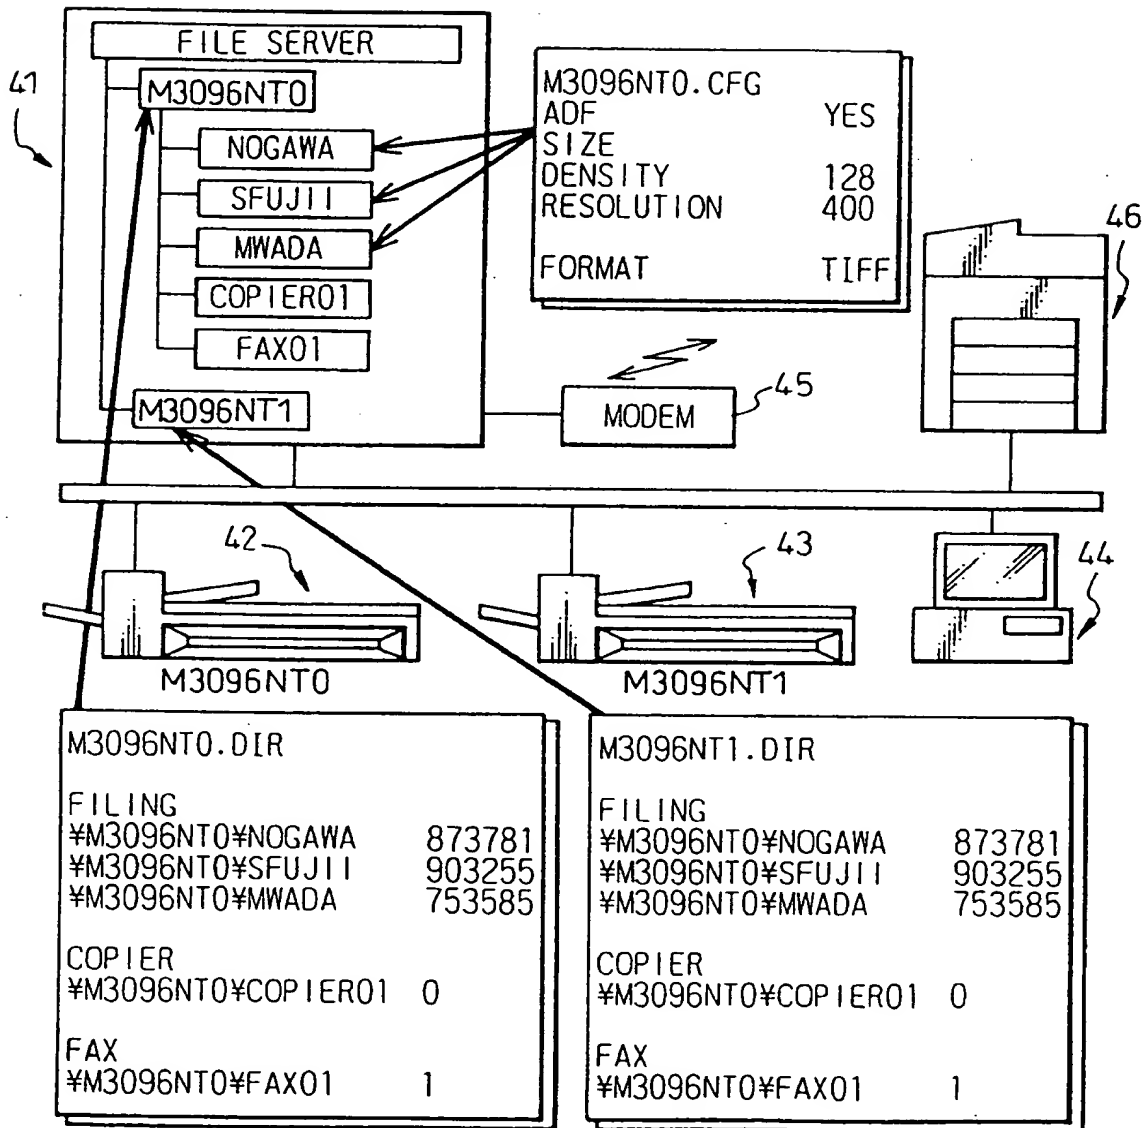 FILE SERVER
41
M3096NT0
NOGAWA
SFUJII
MWADA
COPIER01
FAX01
M3096NT1
M3096NT0.CFG
ADF YES
SIZE
DENSITY 128
RESOLUTION 400
FORMAT TIFF
46
MODEM
45
42
43
44
M3096NT0
M3096NT1
M3096NT0.DIR
FILING
¥M3096NT0¥NOGAWA 873781
¥M3096NT0¥SFUJII 903255
¥M3096NT0¥MWADA 753585
COPIER
¥M3096NT0¥COPIER01 0
FAX
¥M3096NT0¥FAX01 1
M3096NT1.DIR
FILING
¥M3096NT0¥NOGAWA 873781
¥M3096NT0¥SFUJII 903255
¥M3096NT0¥MWADA 753585
COPIER
¥M3096NT0¥COPIER01 0
FAX
¥M3096NT0¥FAX01 1